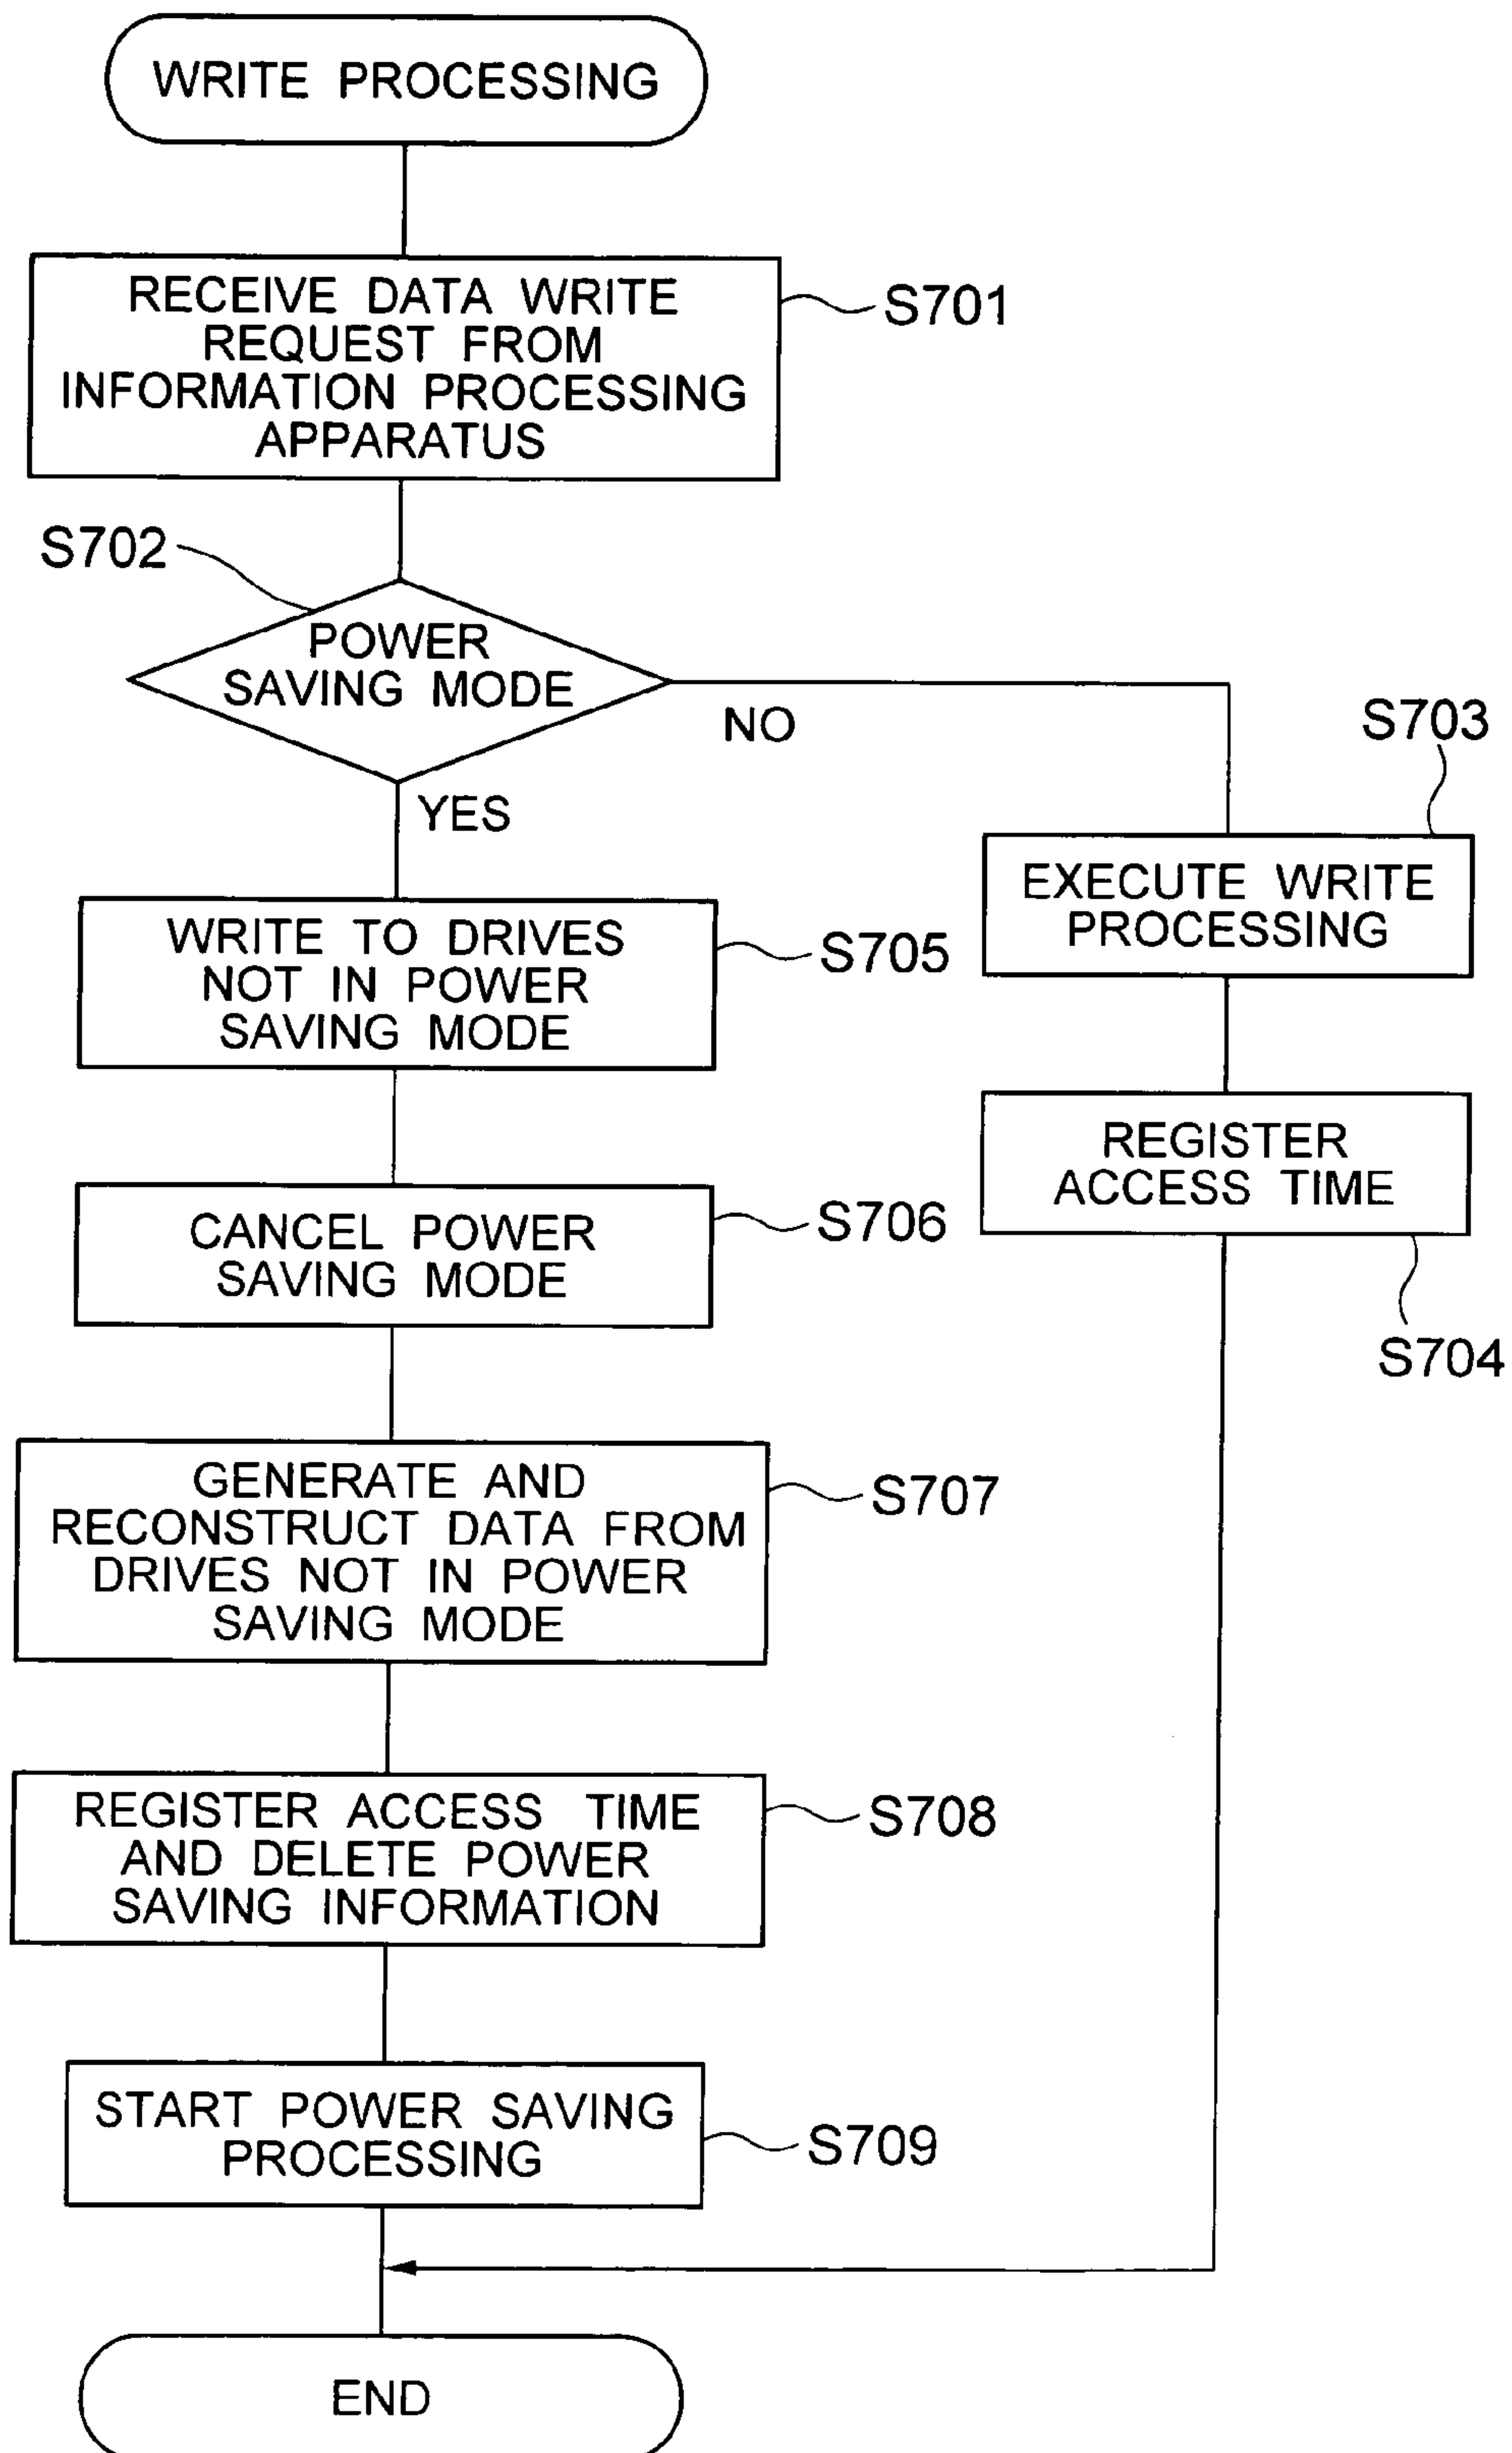 WRITE PROCESSING
RECEIVE DATA WRITE
REQUEST FROM
INFORMATION PROCESSING
APPARATUS
S701
S702
POWER
SAVING MODE
NO
YES
S703
EXECUTE WRITE
PROCESSING
REGISTER
ACCESS TIME
S704
WRITE TO DRIVES
NOT IN POWER
SAVING MODE
S705
CANCEL POWER
SAVING MODE
S706
GENERATE AND
RECONSTRUCT DATA FROM
DRIVES NOT IN POWER
SAVING MODE
S707
REGISTER ACCESS TIME
AND DELETE POWER
SAVING INFORMATION
S708
START POWER SAVING
PROCESSING
S709
END